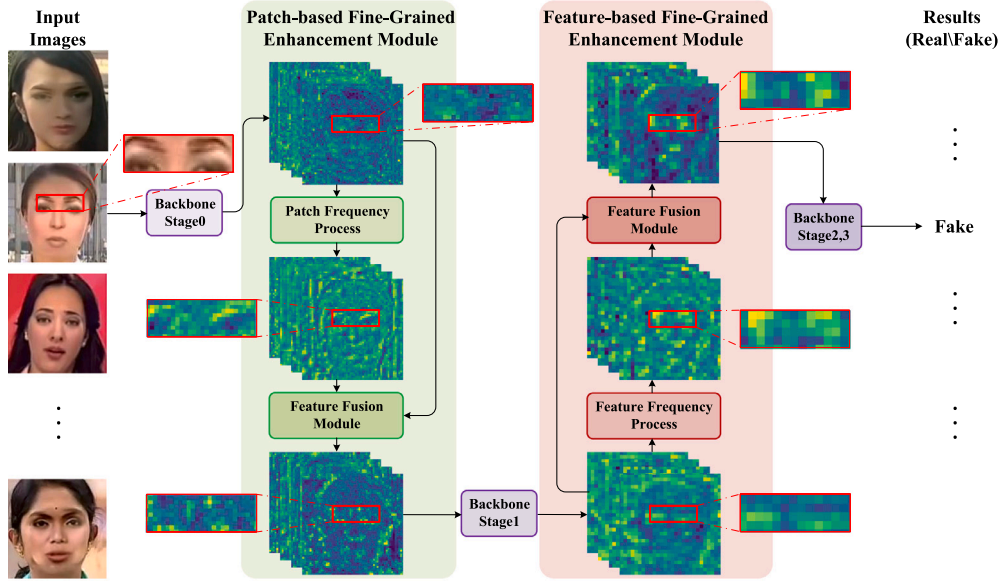 Input
Images
Patch-based Fine-Grained
Enhancement Module
Feature-based Fine-Grained
Enhancement Module
Results
(Real\Fake)
Backbone
Stage0
Patch Frequency
Process
Feature Fusion
Module
Backbone
Stage1
Feature Frequency
Process
Feature Fusion
Module
Backbone
Stage2,3
Fake